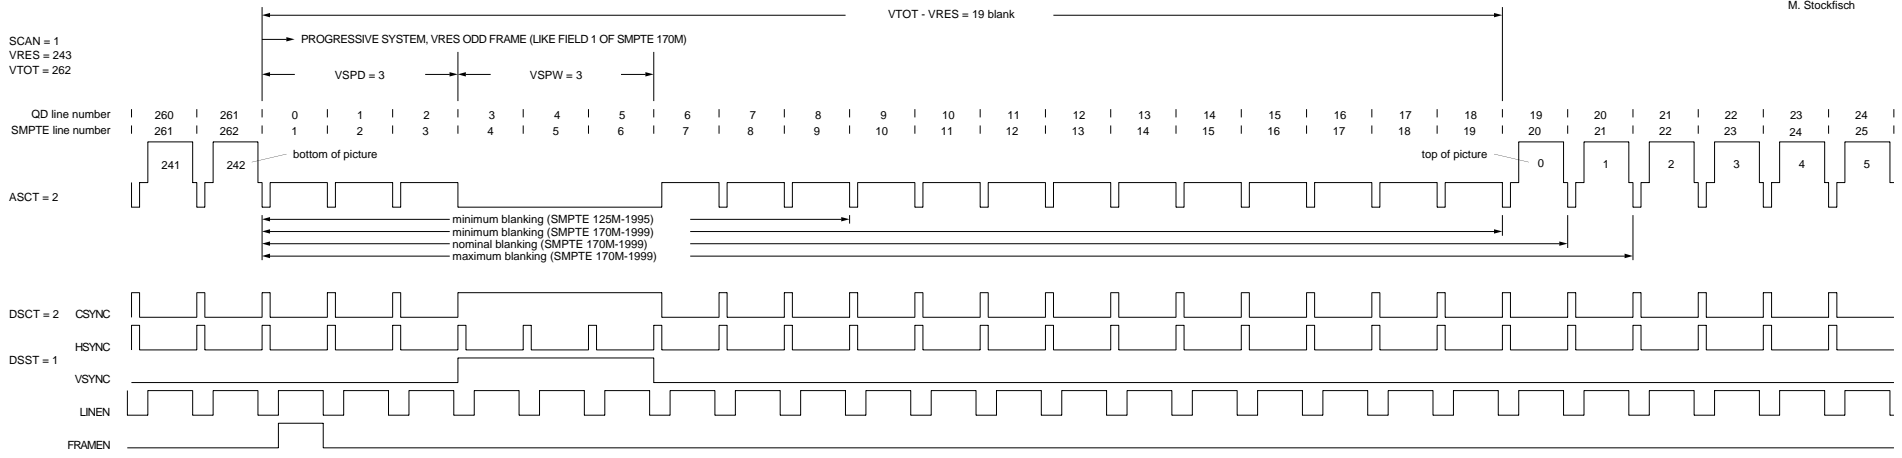 M. Stockfisch
VTOT - VRES = 19 blank
SCAN = 1
VRES = 243
VTOT = 262
PROGRESSIVE SYSTEM, VRES ODD FRAME (LIKE FIELD 1 OF SMPTE 170M)
VSPD = 3 VSPW = 3
QD line number 260 261 0 1 2 3 4 5 6 7 8 9 10 11 12 13 14 15 16 17 18 19 20 21 22 23 24
SMPTE line number 261 262 1 2 3 4 5 6 7 8 9 10 11 12 13 14 15 16 17 18 19 20 21 22 23 24 25
bottom of picture top of picture
241 242 0 1 2 3 4 5
ASCT = 2
minimum blanking (SMPTE 125M-1995)
minimum blanking (SMPTE 170M-1999)
nominal blanking (SMPTE 170M-1999)
maximum blanking (SMPTE 170M-1999)
DSCT = 2 CSYNC
HSYNC
DSST = 1
VSYNC
LINEN
FRAMEN